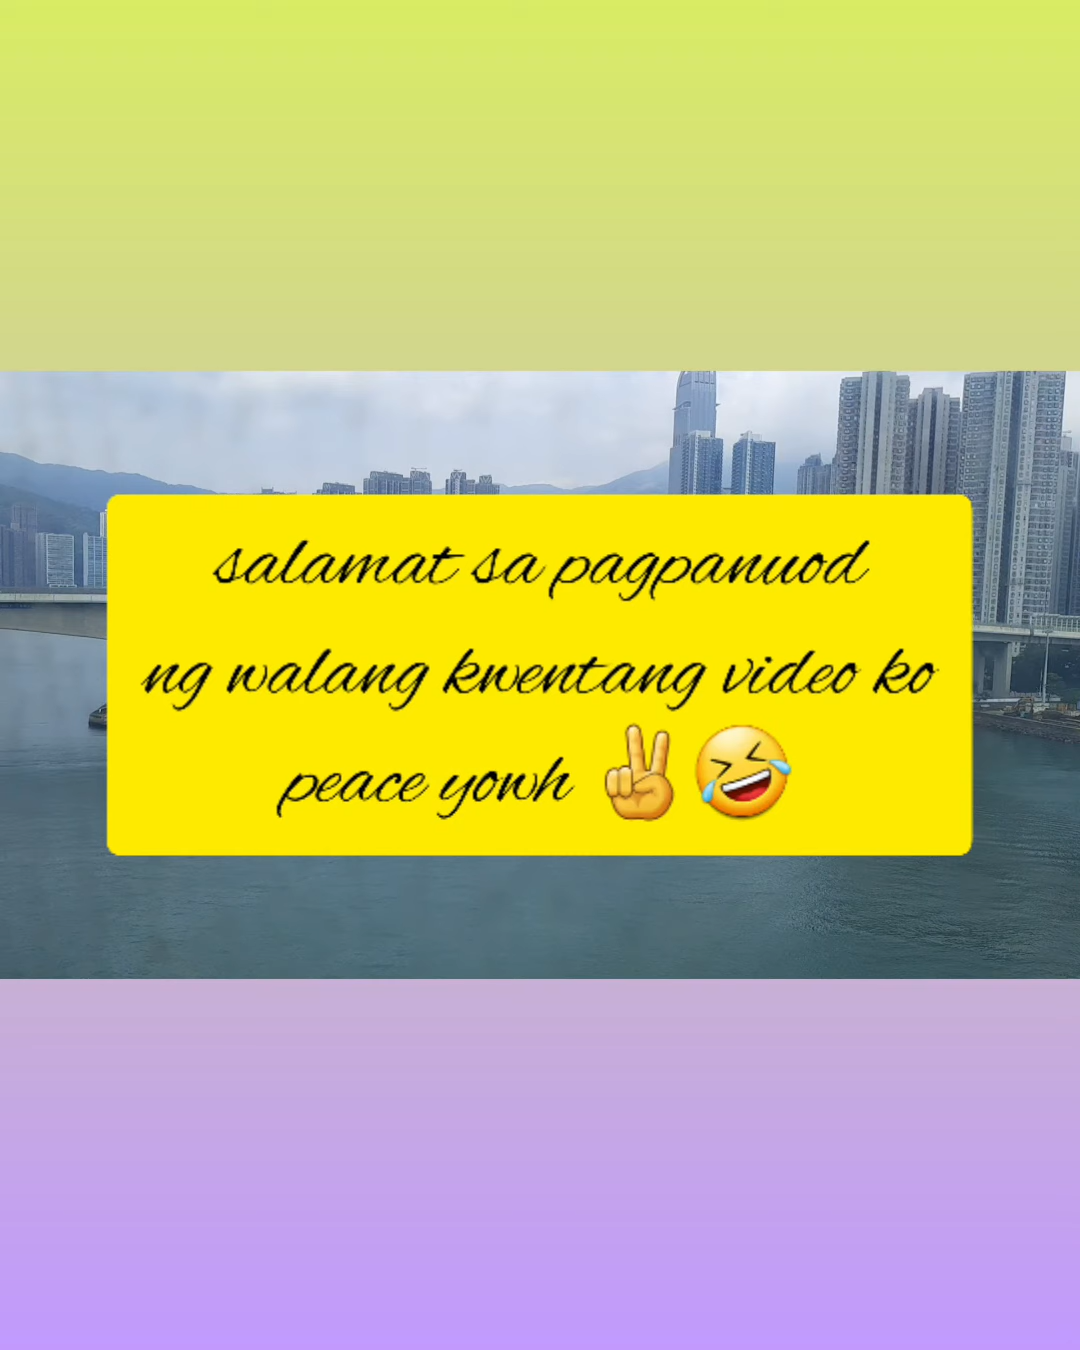 salamat sa pagpanuod
ng walang kwentang video ko
peace yowh ✌️🤣